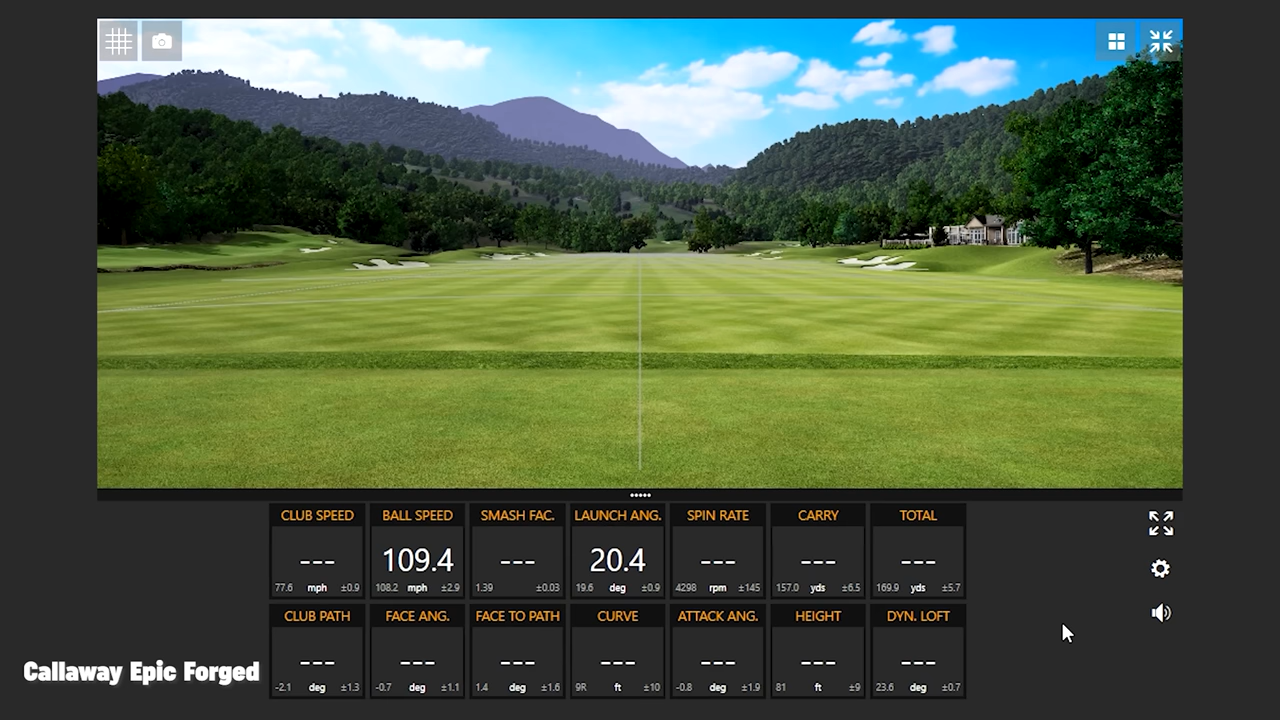 CLUB SPEED BALL SPEED SMASH FAC. LAUNCH ANG. SPIN RATE CARRY TOTAL
--- 109.4 --- 20.4 --- --- ---
77.6 mph ±0.9 108.2 mph ±2.9 1.39 ±0.03 19.6 deg ±0.9 4298 rpm ±145 157.0 yds ±6.5 169.9 yds ±5.7
CLUB PATH FACE ANG. FACE TO PATH CURVE ATTACK ANG. HEIGHT DYN. LOFT
--- --- --- --- --- --- ---
-2.1 deg ±1.3 -0.7 deg ±1.1 1.4 deg ±1.6 9R ft ±10 -0.8 deg ±1.9 81 ft ±9 23.6 deg ±0.7
Callaway Epic Forged